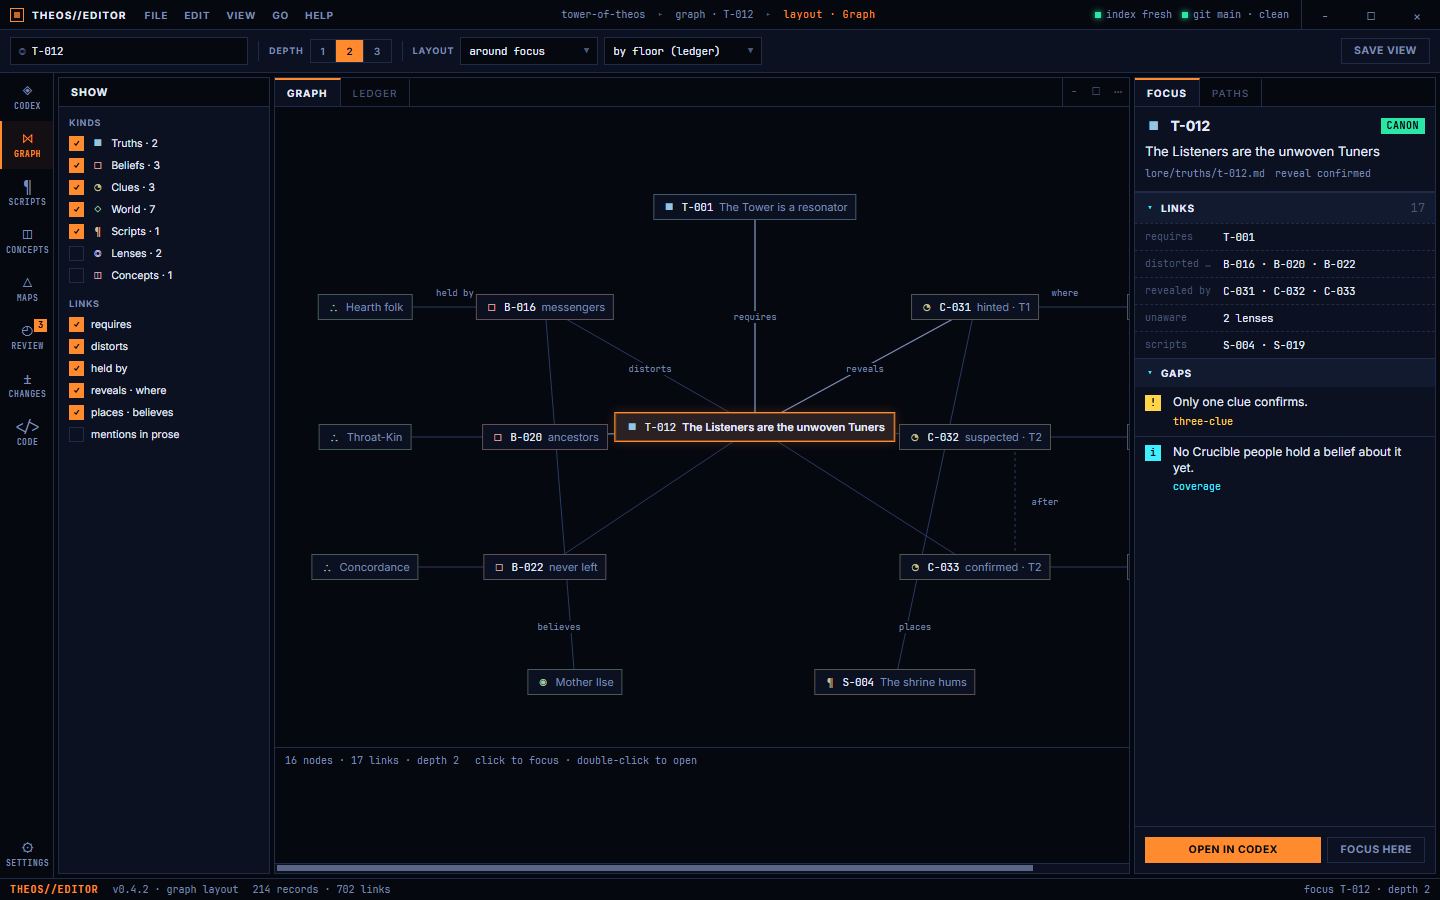 THEOS//EDITOR FILE EDIT VIEW GO HELP
tower-of-theos graph · T-012 layout · Graph
index fresh git main · clean
T-012
DEPTH 1 2 3
LAYOUT around focus by floor (ledger)
SAVE VIEW
CODEX
GRAPH
SCRIPTS
CONCEPTS
MAPS
3
REVIEW
CHANGES
</>
CODE
SETTINGS
SHOW
KINDS
Truths · 2
Beliefs · 3
Clues · 3
World · 7
¶ Scripts · 1
Lenses · 2
Concepts · 1
LINKS
requires
distorts
held by
reveals · where
places · believes
mentions in prose
GRAPH LEDGER
T-001 The Tower is a resonator
Hearth folk
held by
B-016 messengers
requires
C-031 hinted · T1
where
distorts
reveals
Throat-Kin
B-020 ancestors
T-012 The Listeners are the unwoven Tuners
C-032 suspected · T2
after
Concordance
B-022 never left
C-033 confirmed · T2
believes
places
Mother Ilse
¶ S-004 The shrine hums
16 nodes · 17 links · depth 2 click to focus · double-click to open
FOCUS PATHS
T-012 CANON
The Listeners are the unwoven Tuners
lore/truths/t-012.md reveal confirmed
LINKS 17
requires T-001
distorted … B-016 · B-020 · B-022
revealed by C-031 · C-032 · C-033
unaware 2 lenses
scripts S-004 · S-019
GAPS
! Only one clue confirms.
three-clue
i No Crucible people hold a belief about it
yet.
coverage
OPEN IN CODEX FOCUS HERE
THEOS//EDITOR v0.4.2 · graph layout 214 records · 702 links
focus T-012 · depth 2